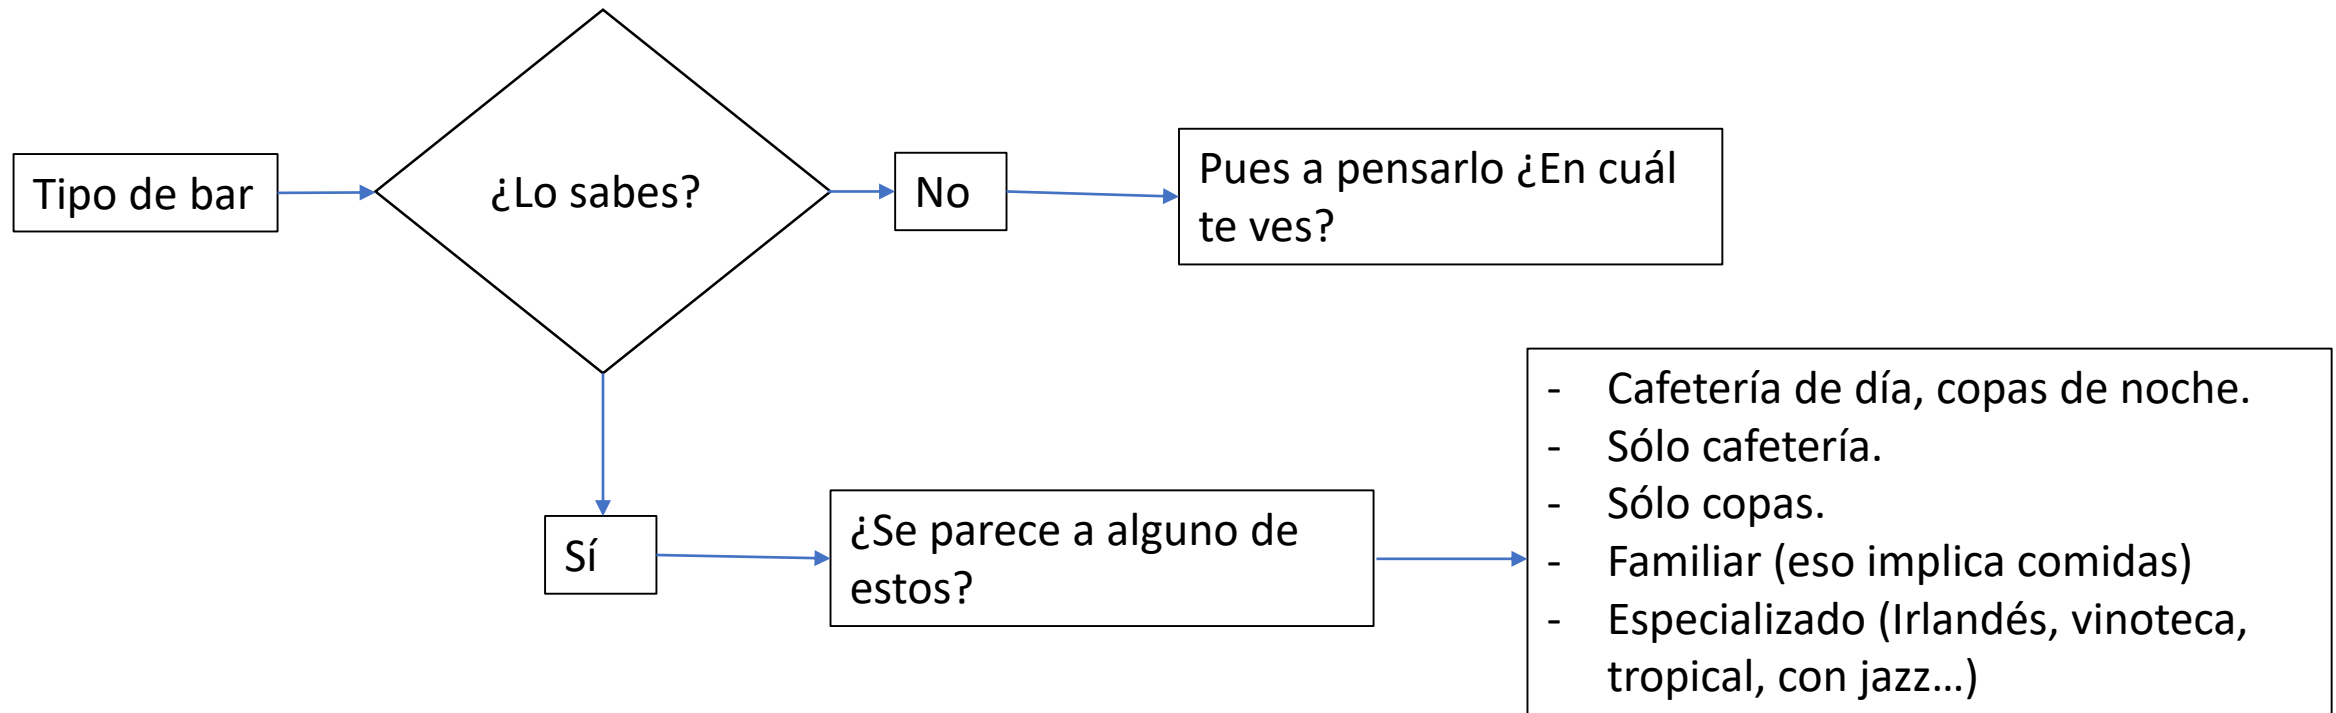 Tipo de bar
¿Lo sabes?
No
Pues a pensarlo ¿En cuál
te ves?
Sí
¿Se parece a alguno de
estos?
- Cafetería de día, copas de noche.
- Sólo cafetería.
- Sólo copas.
- Familiar (eso implica comidas)
- Especializado (Irlandés, vinoteca,
tropical, con jazz…)